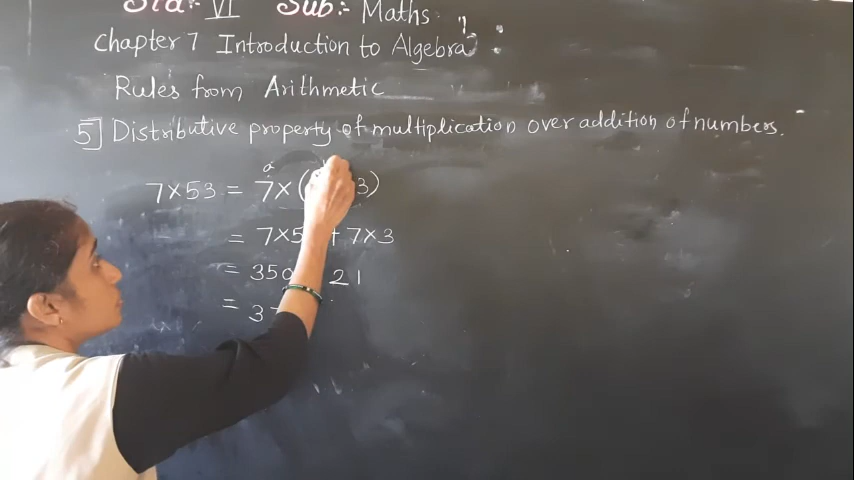 Std:- VI Sub:- Maths
Chapter 7 Introduction to Algebra
Rules from Arithmetic
5] Distributive property of multiplication over addition of numbers.
a
7×53 = 7×( 3)
= 7×5 + 7×3
= 350 21
= 3